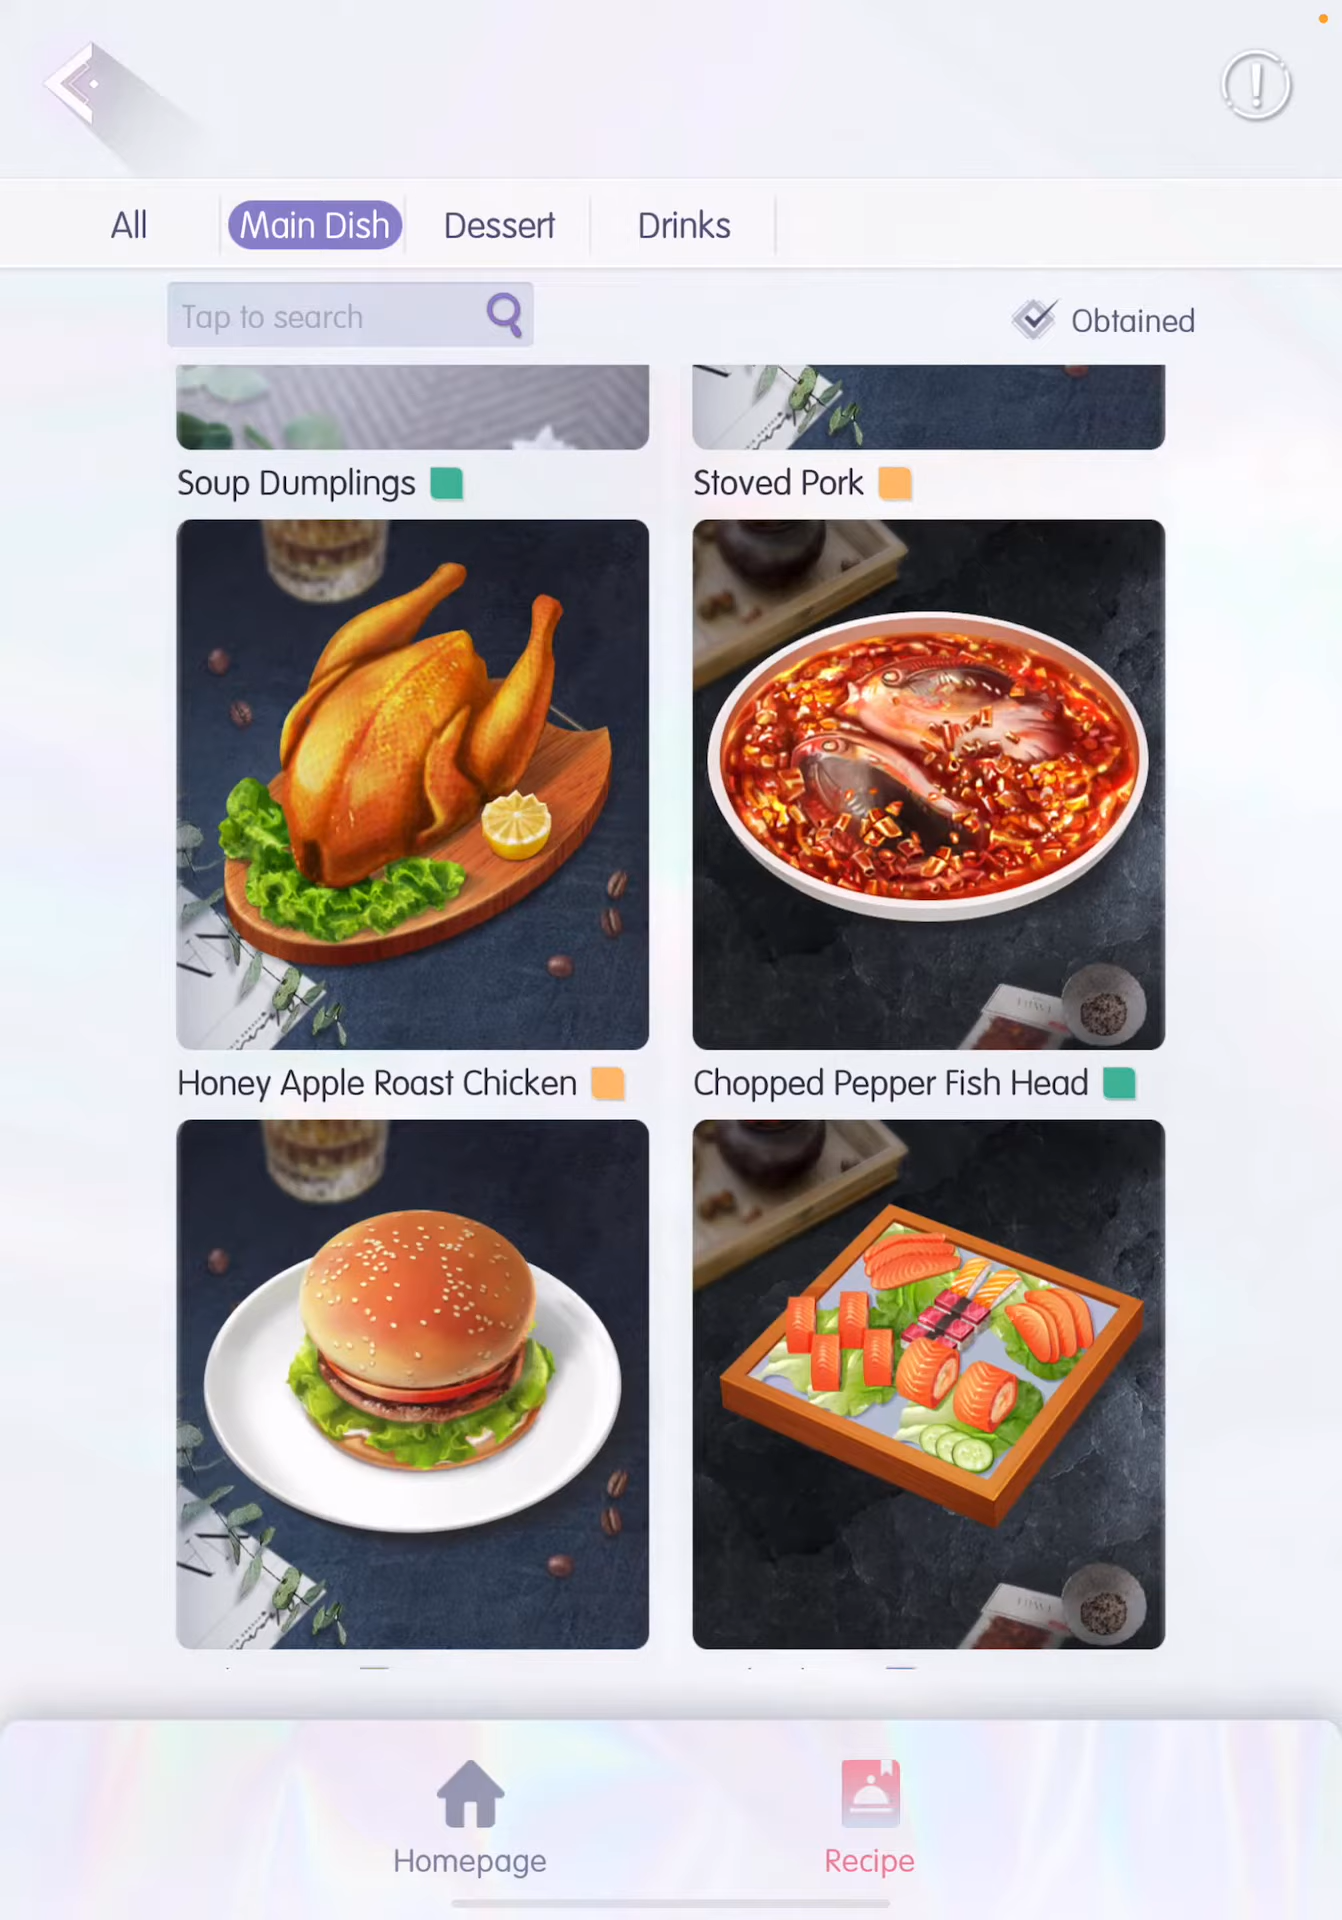 All
Main Dish
Dessert
Drinks
Tap to search
Obtained
Soup Dumplings
Stoved Pork
Honey Apple Roast Chicken
Chopped Pepper Fish Head
Homepage
Recipe